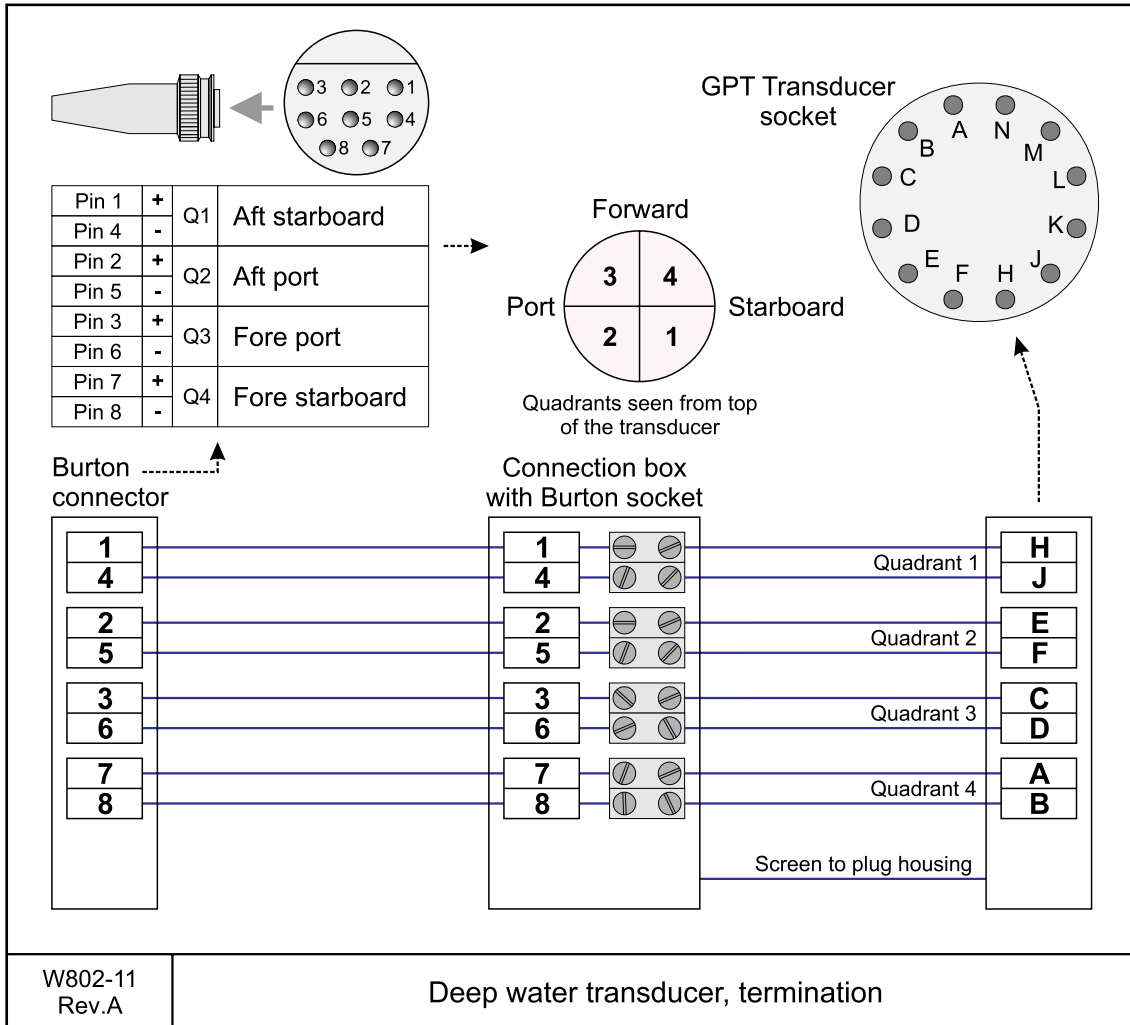 3 2 1
6 5 4
8 7
GPT Transducer
socket
A N
B M
C L
D K
E J
F H
Pin 1 + Q1 Aft starboard
Pin 4 -
Pin 2 + Q2 Aft port
Pin 5 -
Pin 3 + Q3 Fore port
Pin 6 -
Pin 7 + Q4 Fore starboard
Pin 8 -
Forward
3 4
Port Starboard
2 1
Quadrants seen from top
of the transducer
Burton
connector
Connection box
with Burton socket
1 1 Quadrant 1 H
4 4 J
2 2 Quadrant 2 E
5 5 F
3 3 Quadrant 3 C
6 6 D
7 7 Quadrant 4 A
8 8 B
Screen to plug housing
W802-11
Rev.A
Deep water transducer, termination